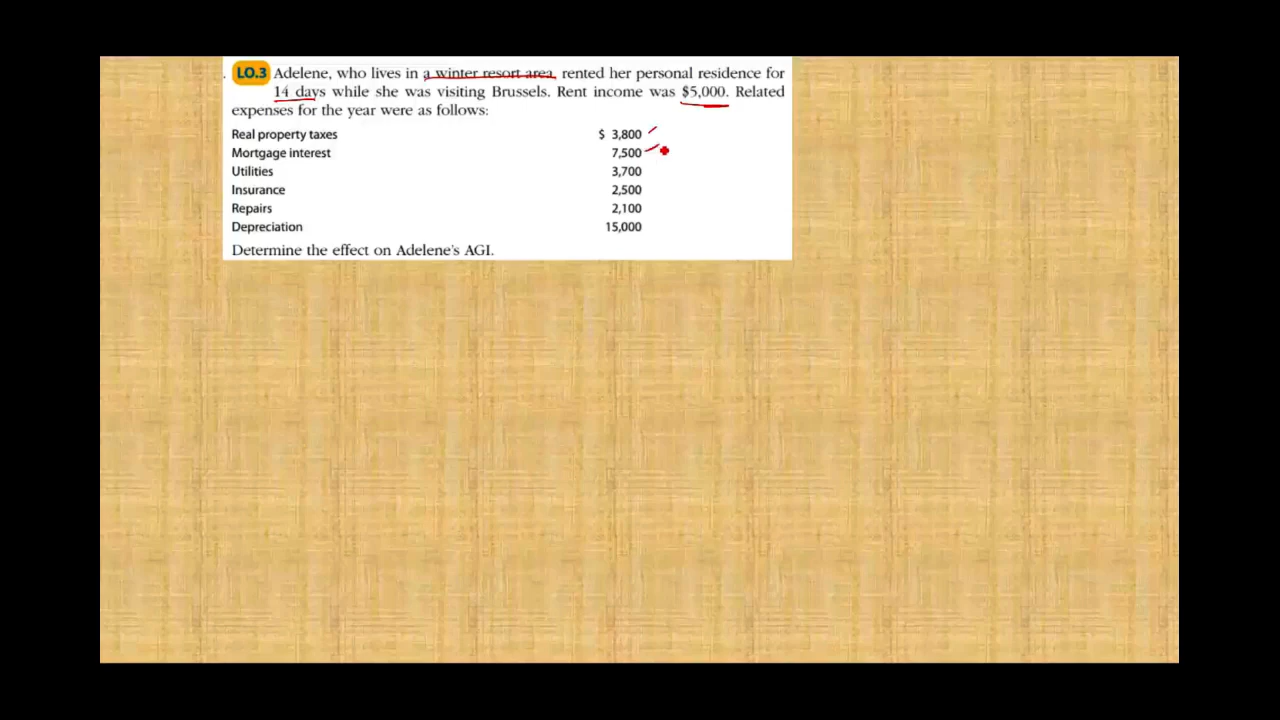 . LO.3 Adelene, who lives in a winter resort area, rented her personal residence for
14 days while she was visiting Brussels. Rent income was $5,000. Related
expenses for the year were as follows:
Real property taxes $ 3,800
Mortgage interest 7,500
Utilities 3,700
Insurance 2,500
Repairs 2,100
Depreciation 15,000
Determine the effect on Adelene's AGI.